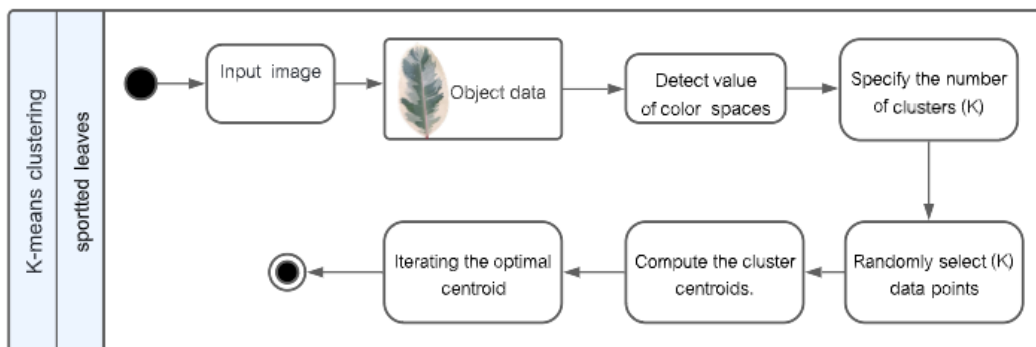 K-means clustering
sportted leaves
Input image
Object data
Detect value
of color spaces
Specify the number
of clusters (K)
Randomly select (K)
data points
Compute the cluster
centroids.
Iterating the optimal
centroid